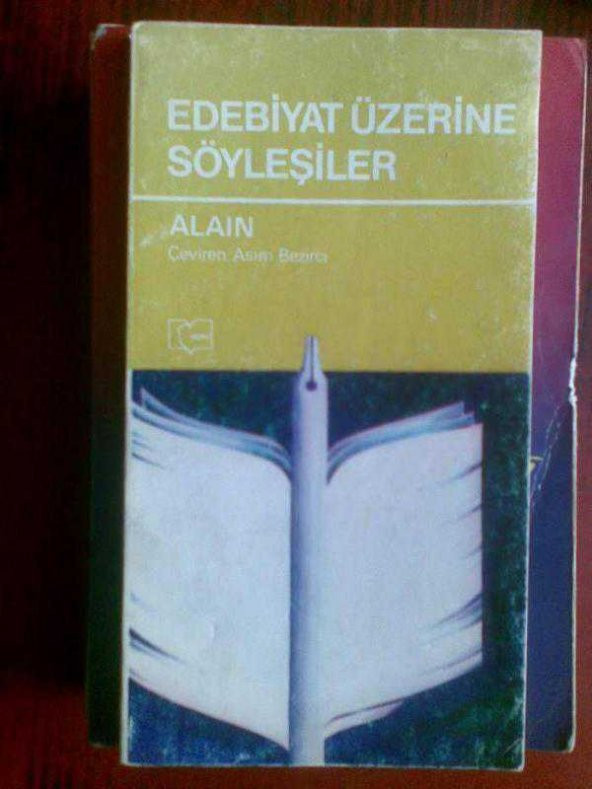 EDEBİYAT ÜZERİNE
SÖYLEŞİLER
ALAIN
Çeviren Asım Bezirci